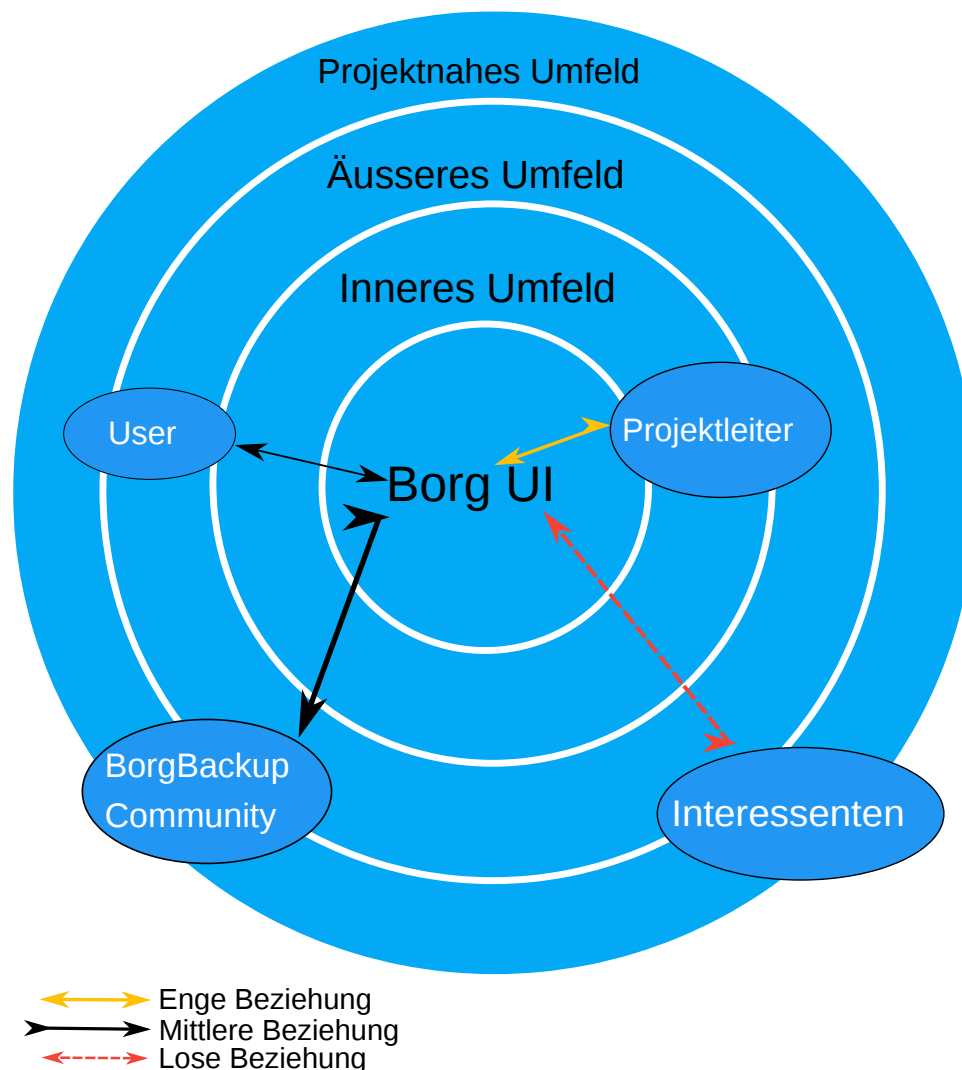 Projektnahes Umfeld
Äusseres Umfeld
Inneres Umfeld
User
Projektleiter
Borg UI
BorgBackup
Community
Interessenten
Enge Beziehung
Mittlere Beziehung
Lose Beziehung